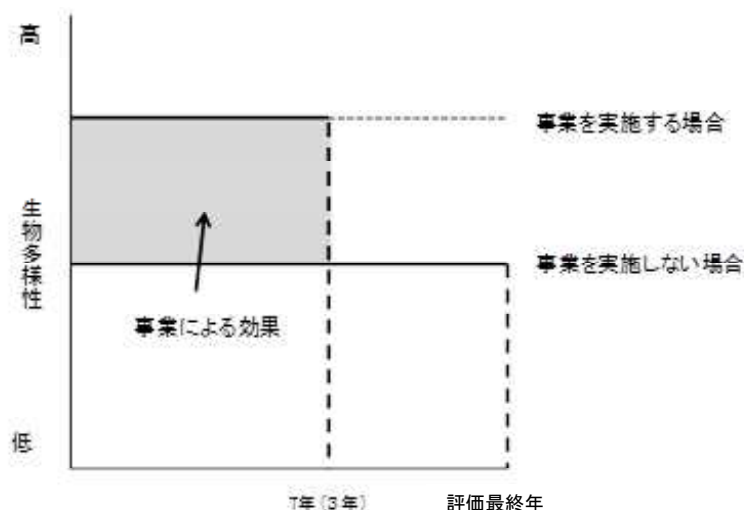 高
事業を実施する場合
生物多様性
事業を実施しない場合
事業による効果
低
7年(3年)
評価最終年